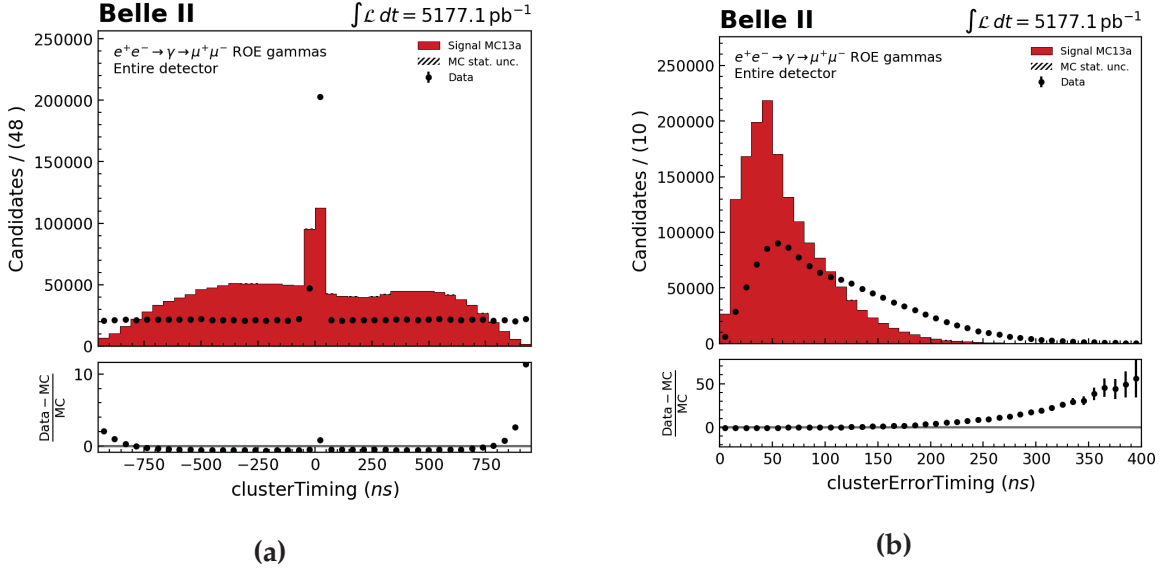 Belle II
∫ℒ dt = 5177.1 pb⁻¹
e⁺e⁻ → γ → μ⁺μ⁻ ROE gammas
Entire detector
Signal MC13a
MC stat. unc.
Data
Candidates / (48 )
250000
200000
150000
100000
50000
0
Data − MC
MC
10
0
−750 −500 −250 0 250 500 750
clusterTiming (ns)
(a)
Belle II
∫ℒ dt = 5177.1 pb⁻¹
e⁺e⁻ → γ → μ⁺μ⁻ ROE gammas
Entire detector
Signal MC13a
MC stat. unc.
Data
Candidates / (10 )
250000
200000
150000
100000
50000
0
Data − MC
MC
50
0
0 50 100 150 200 250 300 350 400
clusterErrorTiming (ns)
(b)